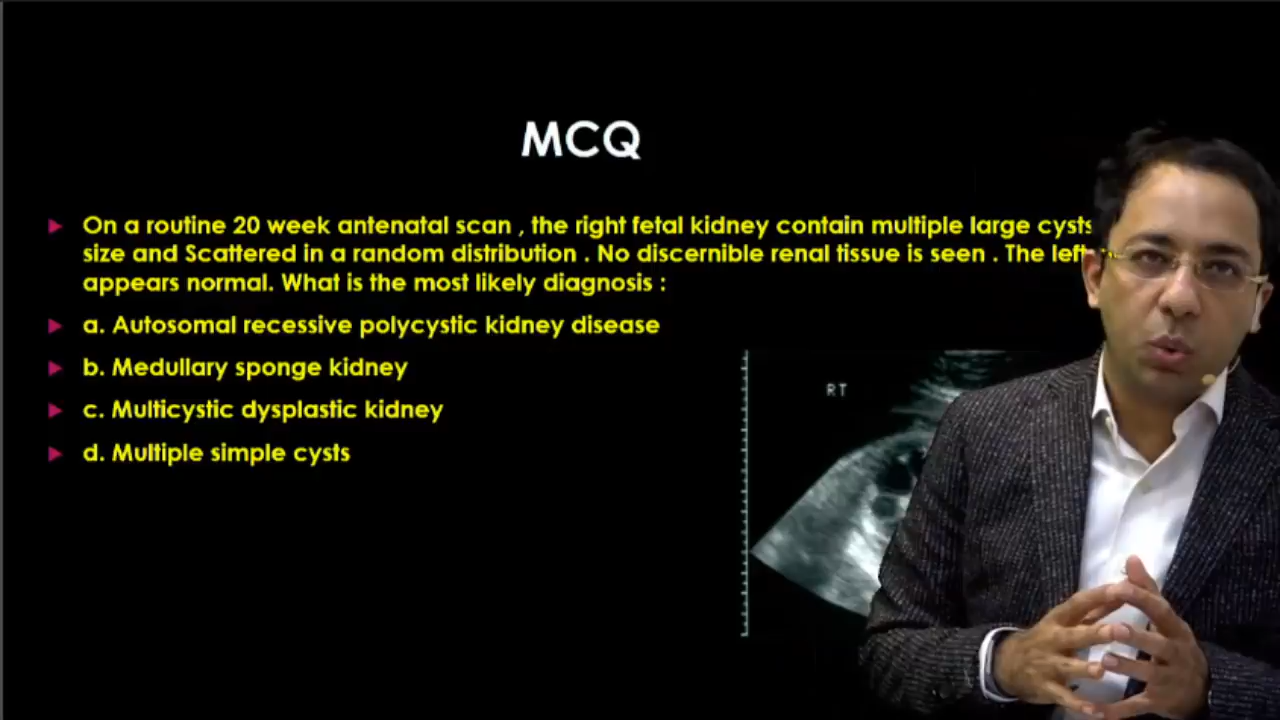 MCQ
On a routine 20 week antenatal scan , the right fetal kidney contain multiple large cysts
size and Scattered in a random distribution . No discernible renal tissue is seen . The left
appears normal. What is the most likely diagnosis :
a. Autosomal recessive polycystic kidney disease
b. Medullary sponge kidney
c. Multicystic dysplastic kidney
d. Multiple simple cysts
RT